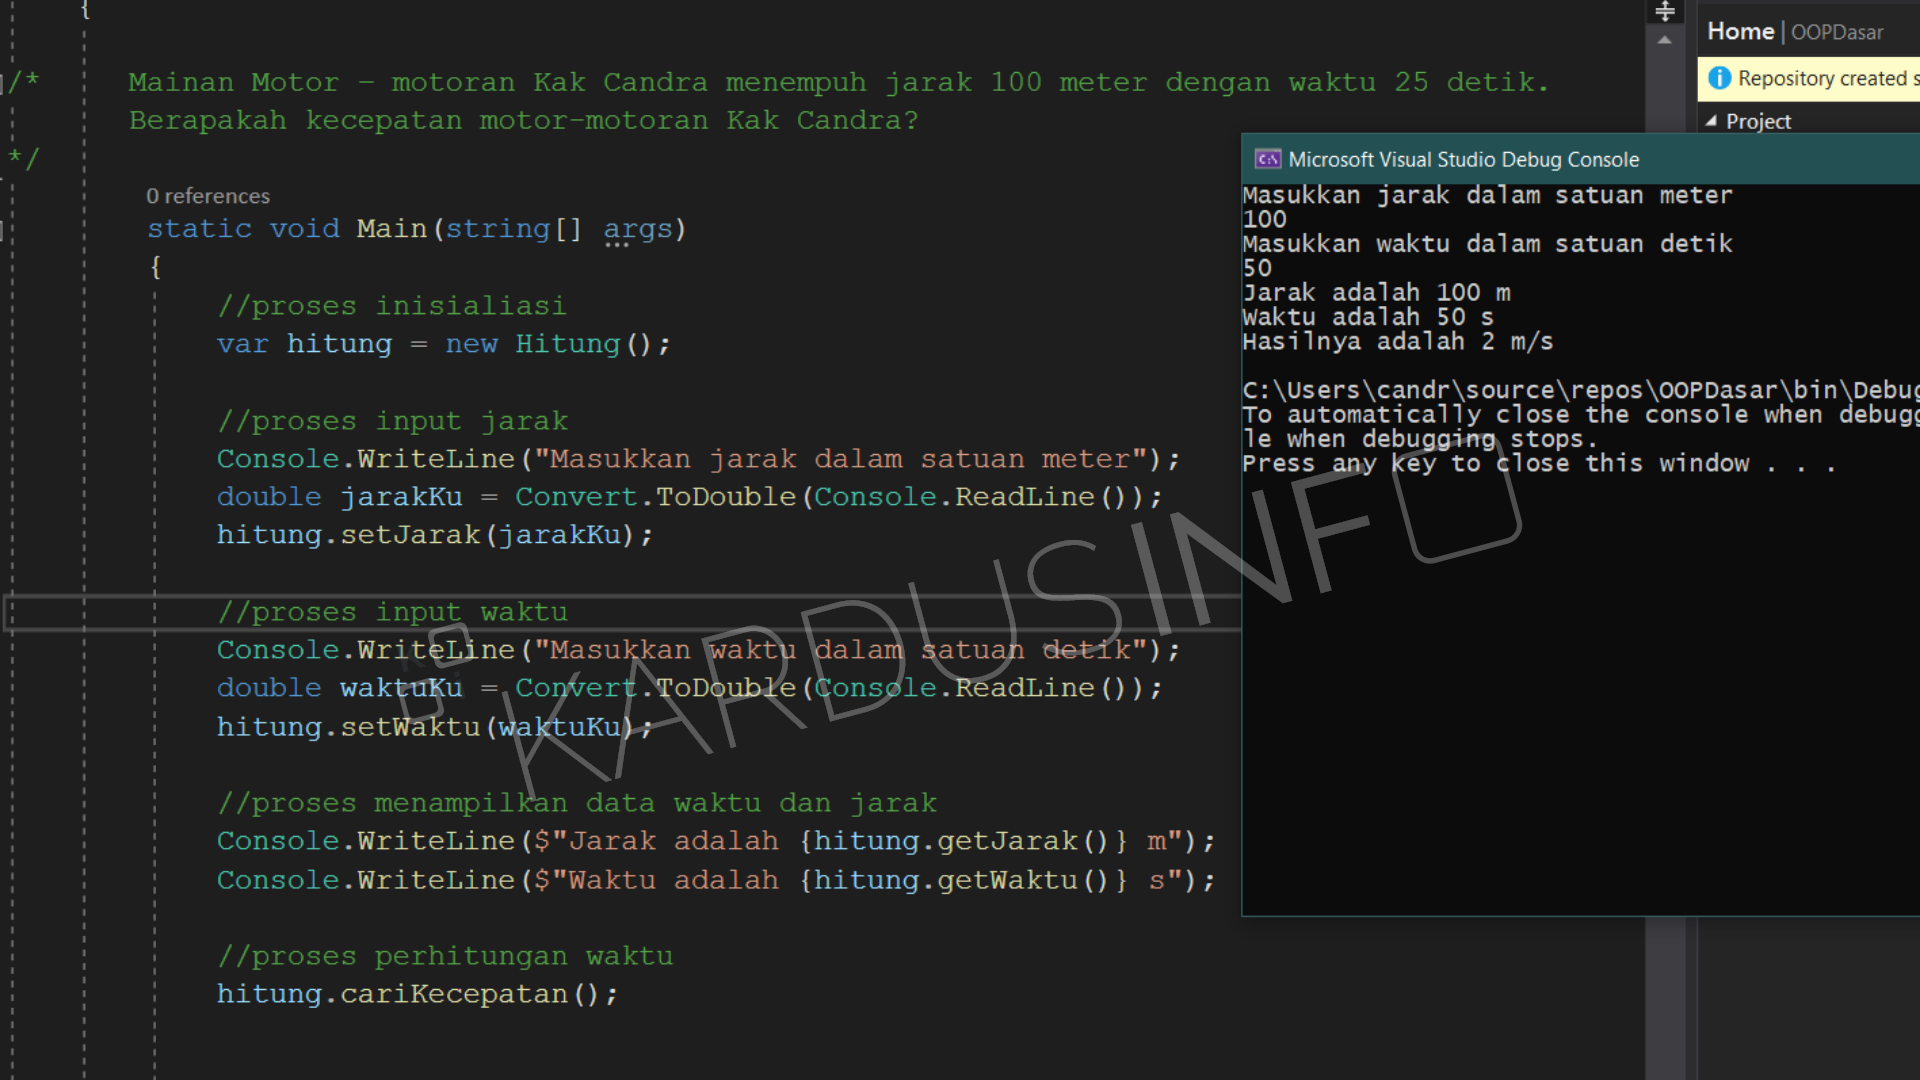 {
/* Mainan Motor - motoran Kak Candra menempuh jarak 100 meter dengan waktu 25 detik.
Berapakah kecepatan motor-motoran Kak Candra?
*/
0 references
static void Main(string[] args)
{
//proses inisialiasi
var hitung = new Hitung();
//proses input jarak
Console.WriteLine("Masukkan jarak dalam satuan meter");
double jarakKu = Convert.ToDouble(Console.ReadLine());
hitung.setJarak(jarakKu);
//proses input waktu
Console.WriteLine("Masukkan waktu dalam satuan detik");
double waktuKu = Convert.ToDouble(Console.ReadLine());
hitung.setWaktu(waktuKu);
//proses menampilkan data waktu dan jarak
Console.WriteLine($"Jarak adalah {hitung.getJarak()} m");
Console.WriteLine($"Waktu adalah {hitung.getWaktu()} s");
//proses perhitungan waktu
hitung.cariKecepatan();
Home | OOPDasar
Repository created s
Project
Microsoft Visual Studio Debug Console
Masukkan jarak dalam satuan meter
100
Masukkan waktu dalam satuan detik
50
Jarak adalah 100 m
Waktu adalah 50 s
Hasilnya adalah 2 m/s
C:\Users\candr\source\repos\OOPDasar\bin\Debug
To automatically close the console when debugg
le when debugging stops.
Press any key to close this window . . .
KARDUSINFO